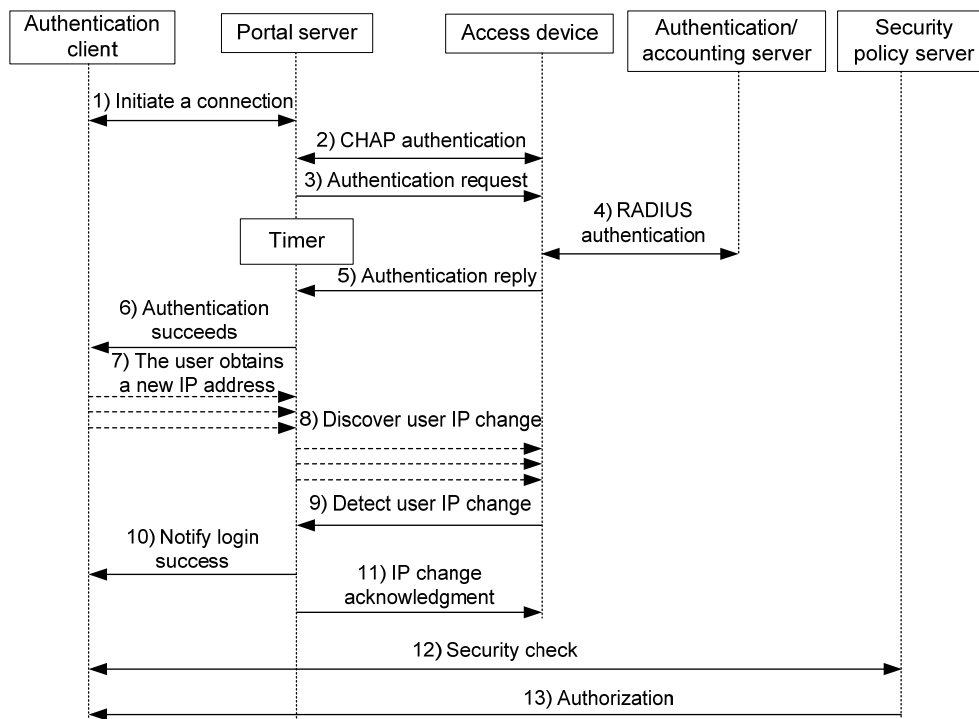 Authentication
client
Portal server
Access device
Authentication/
accounting server
Security
policy server
1) Initiate a connection
2) CHAP authentication
3) Authentication request
Timer
4) RADIUS
authentication
5) Authentication reply
6) Authentication
succeeds
7) The user obtains
a new IP address
8) Discover user IP change
9) Detect user IP change
10) Notify login
success
11) IP change
acknowledgment
12) Security check
13) Authorization